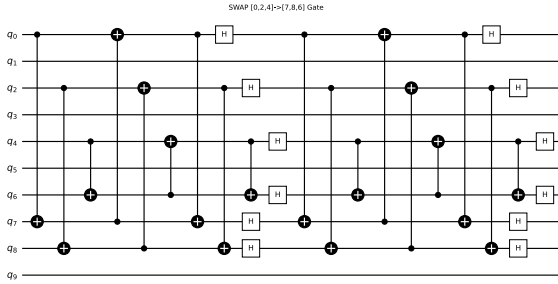 SWAP [0,2,4]->[7,8,6] Gate
q0 H H
q1
q2 H H
q3
q4 H H
q5
q6 H H
q7 H H
q8 H H
q9